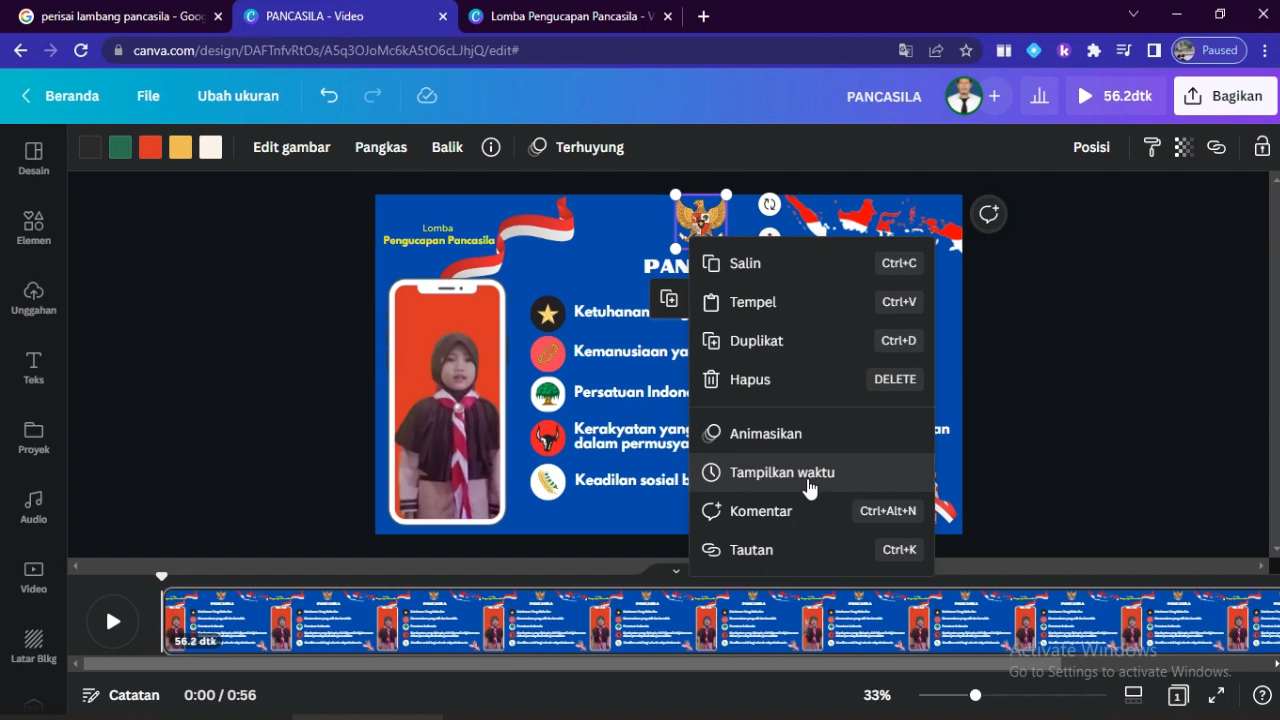 perisai lambang pancasila - Goo
PANCASILA - Video
Lomba Pengucapan Pancasila - V
canva.com/design/DAFTnfvRtOs/A5q3OJoMc6kA5tO6cLJhjQ/edit#
Paused
Beranda
File
Ubah ukuran
PANCASILA
56.2dtk
Bagikan
Edit gambar
Pangkas
Balik
Terhuyung
Posisi
Desain
Elemen
Unggahan
Teks
Proyek
Audio
Video
Latar Blkg
Lomba
Pengucapan Pancasila
PAN
Ketuhanan
Kemanusiaan ya
Persatuan Indon
Kerakyatan yang
an
dalam permusya
Keadilan sosial b
Salin Ctrl+C
Tempel Ctrl+V
Duplikat Ctrl+D
Hapus DELETE
Animasikan
Tampilkan waktu
Komentar Ctrl+Alt+N
Tautan Ctrl+K
56.2 dtk
Activate Windows
Go to Settings to activate Windows.
Catatan
0:00 / 0:56
33%
1